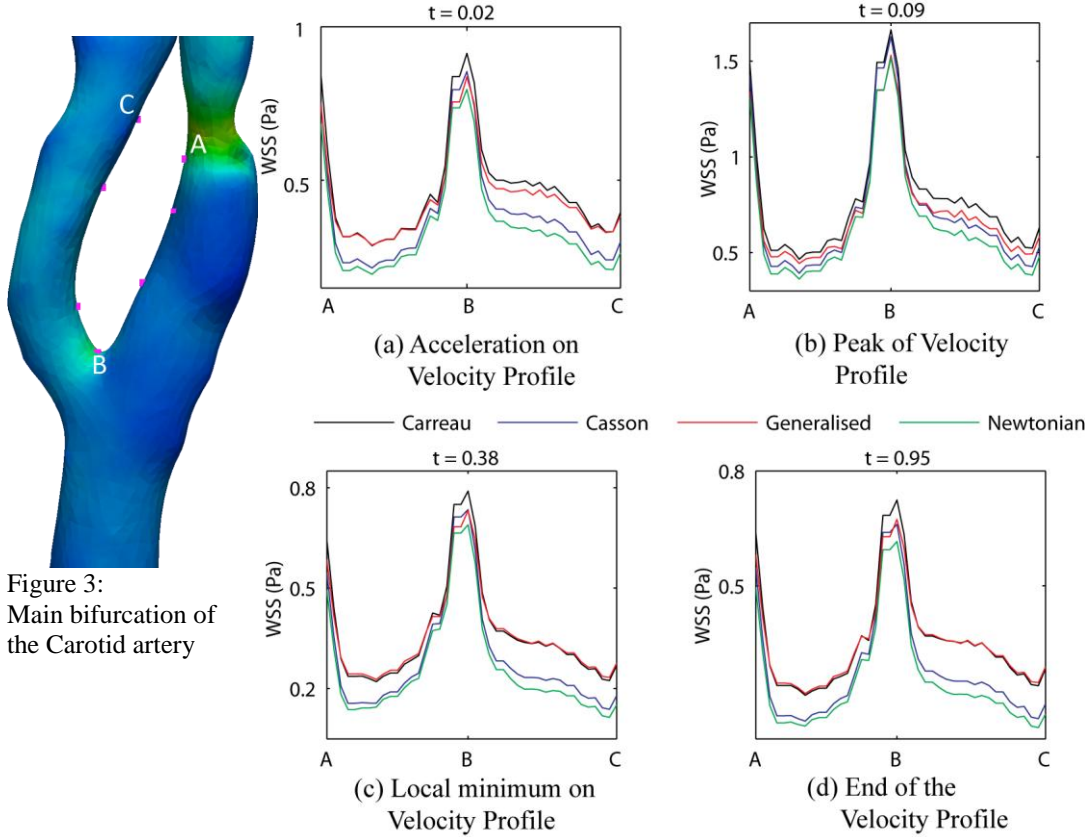 C
A
B
Figure 3:
Main bifurcation of
the Carotid artery
t = 0.02
1
0.5
WSS (Pa)
A B C
(a) Acceleration on
Velocity Profile
t = 0.09
1.5
1
0.5
WSS (Pa)
A B C
(b) Peak of Velocity
Profile
Carreau Casson Generalised Newtonian
t = 0.38
0.8
0.5
0.2
WSS (Pa)
A B C
(c) Local minimum on
Velocity Profile
t = 0.95
0.8
0.5
WSS (Pa)
A B C
(d) End of the
Velocity Profile